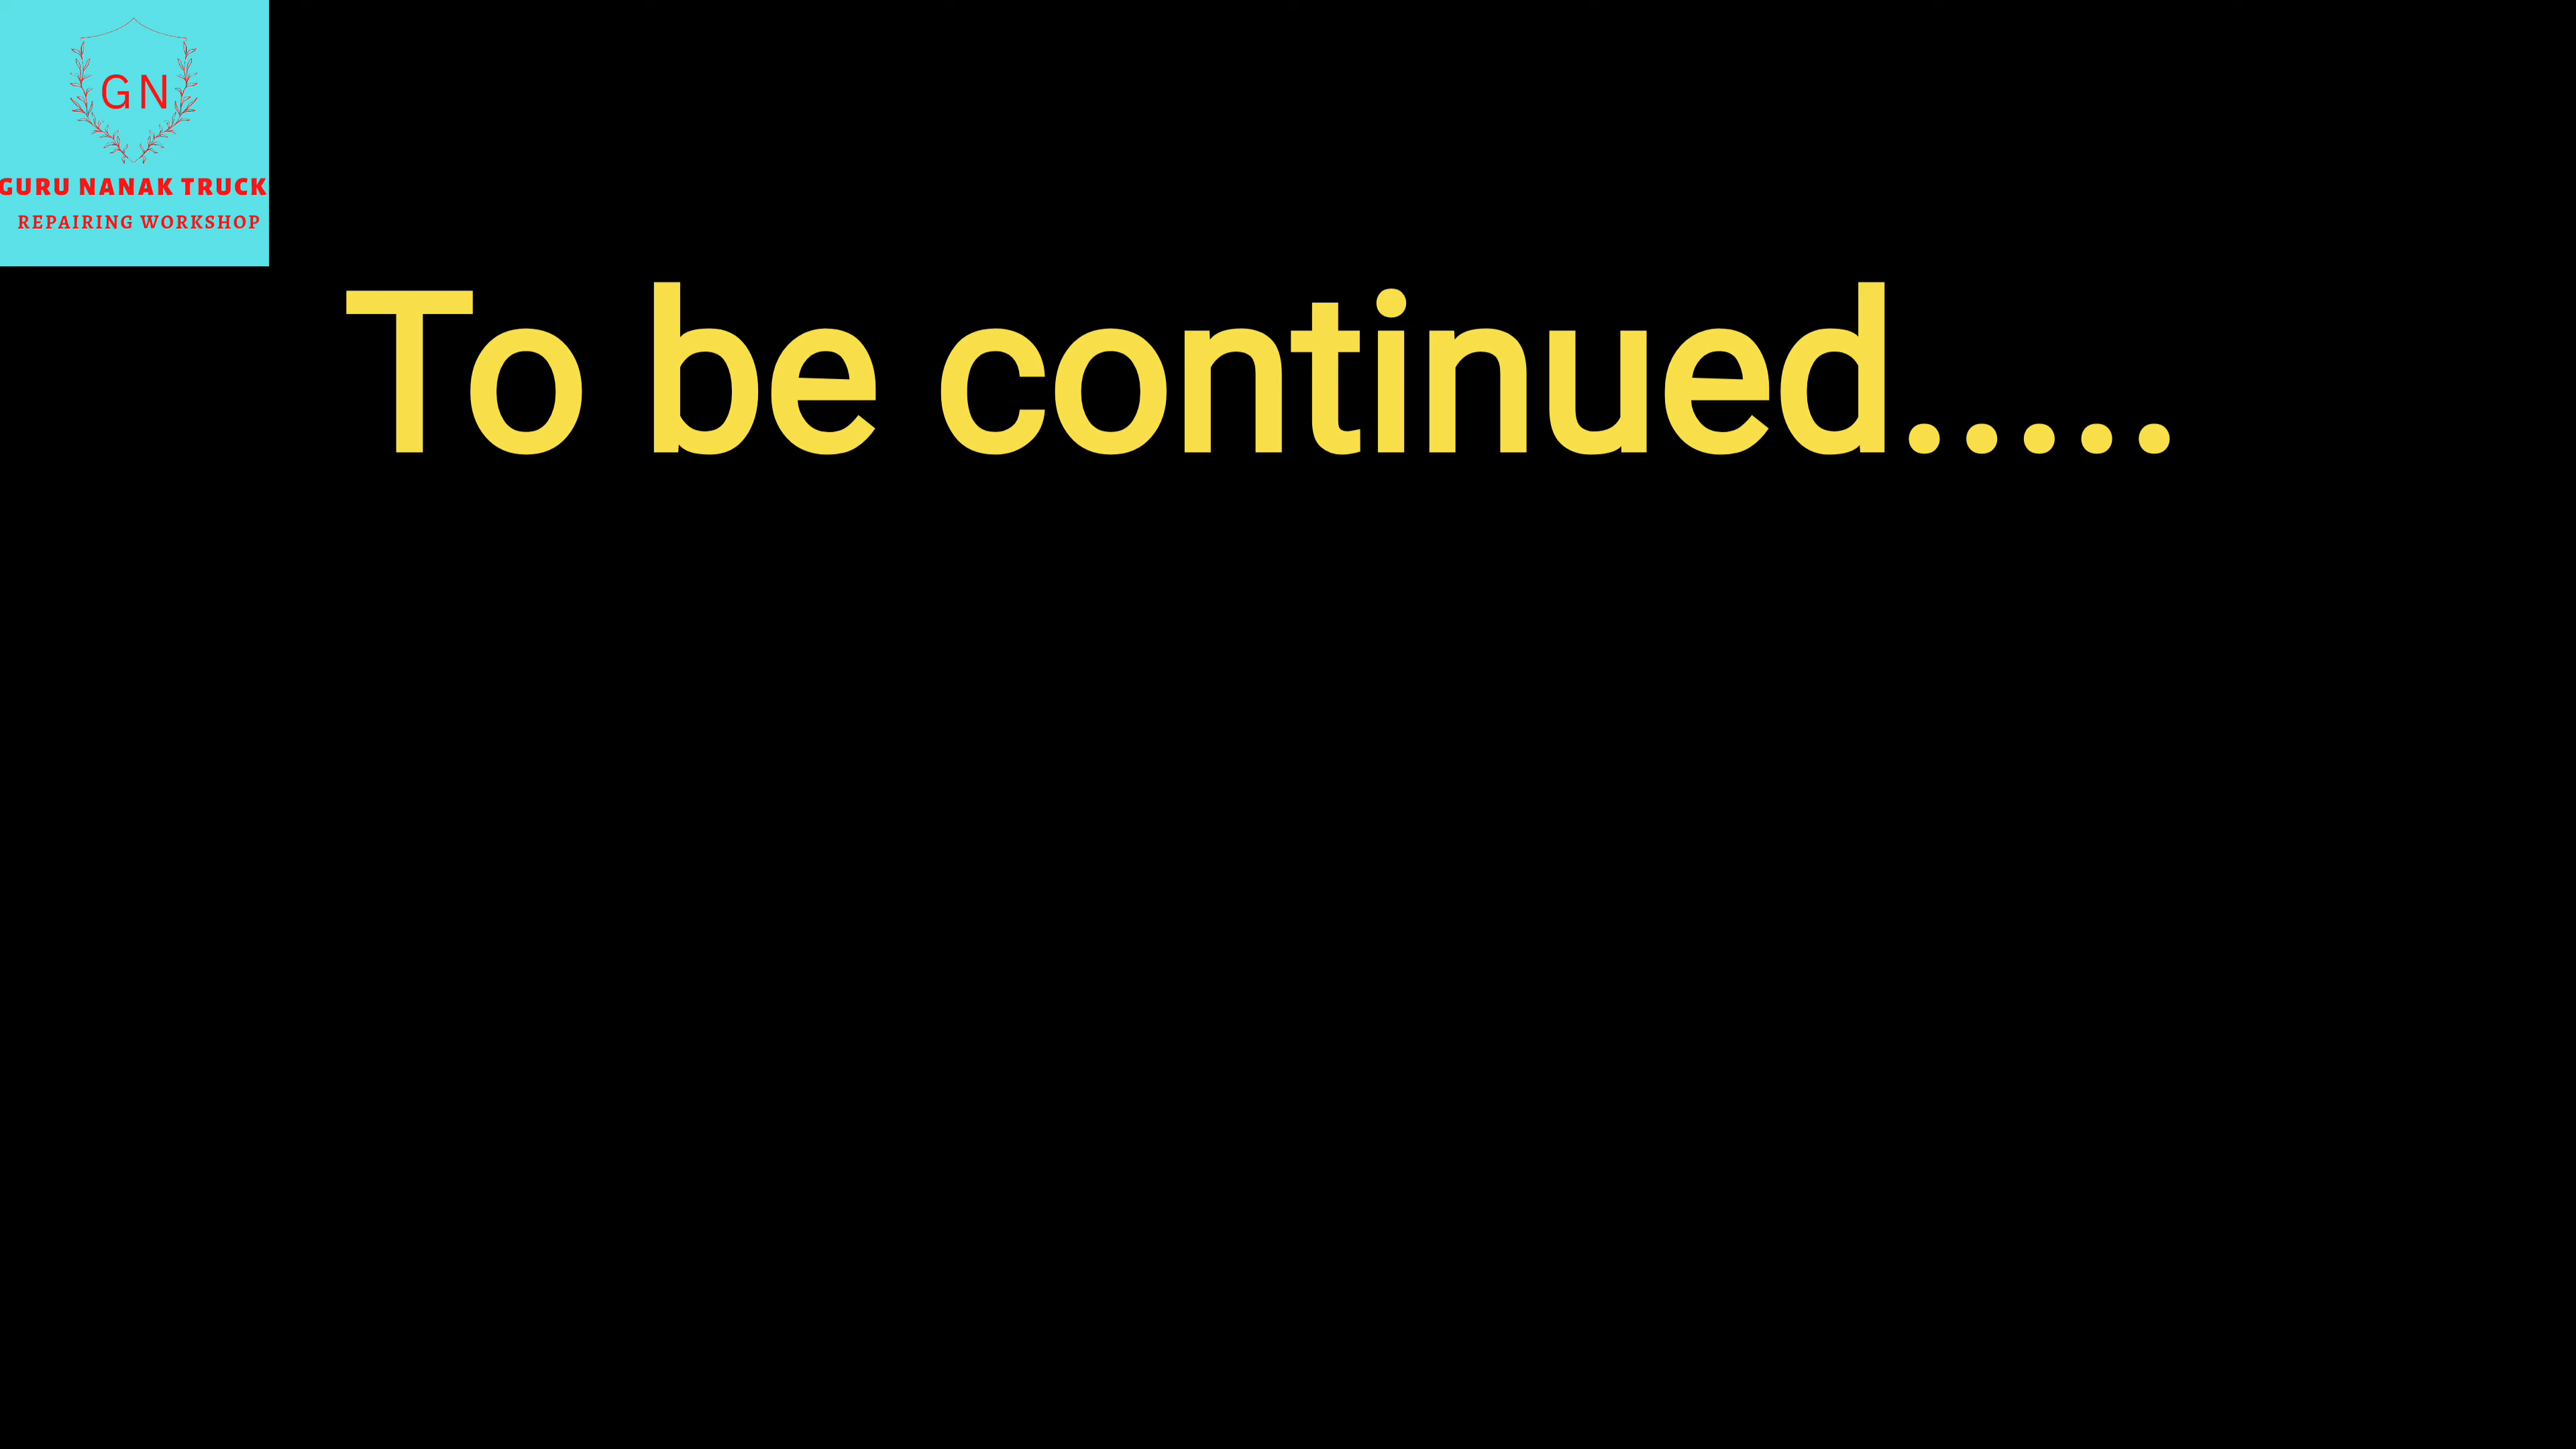 GN
GURU NANAK TRUCK
REPAIRING WORKSHOP
To be continued.....